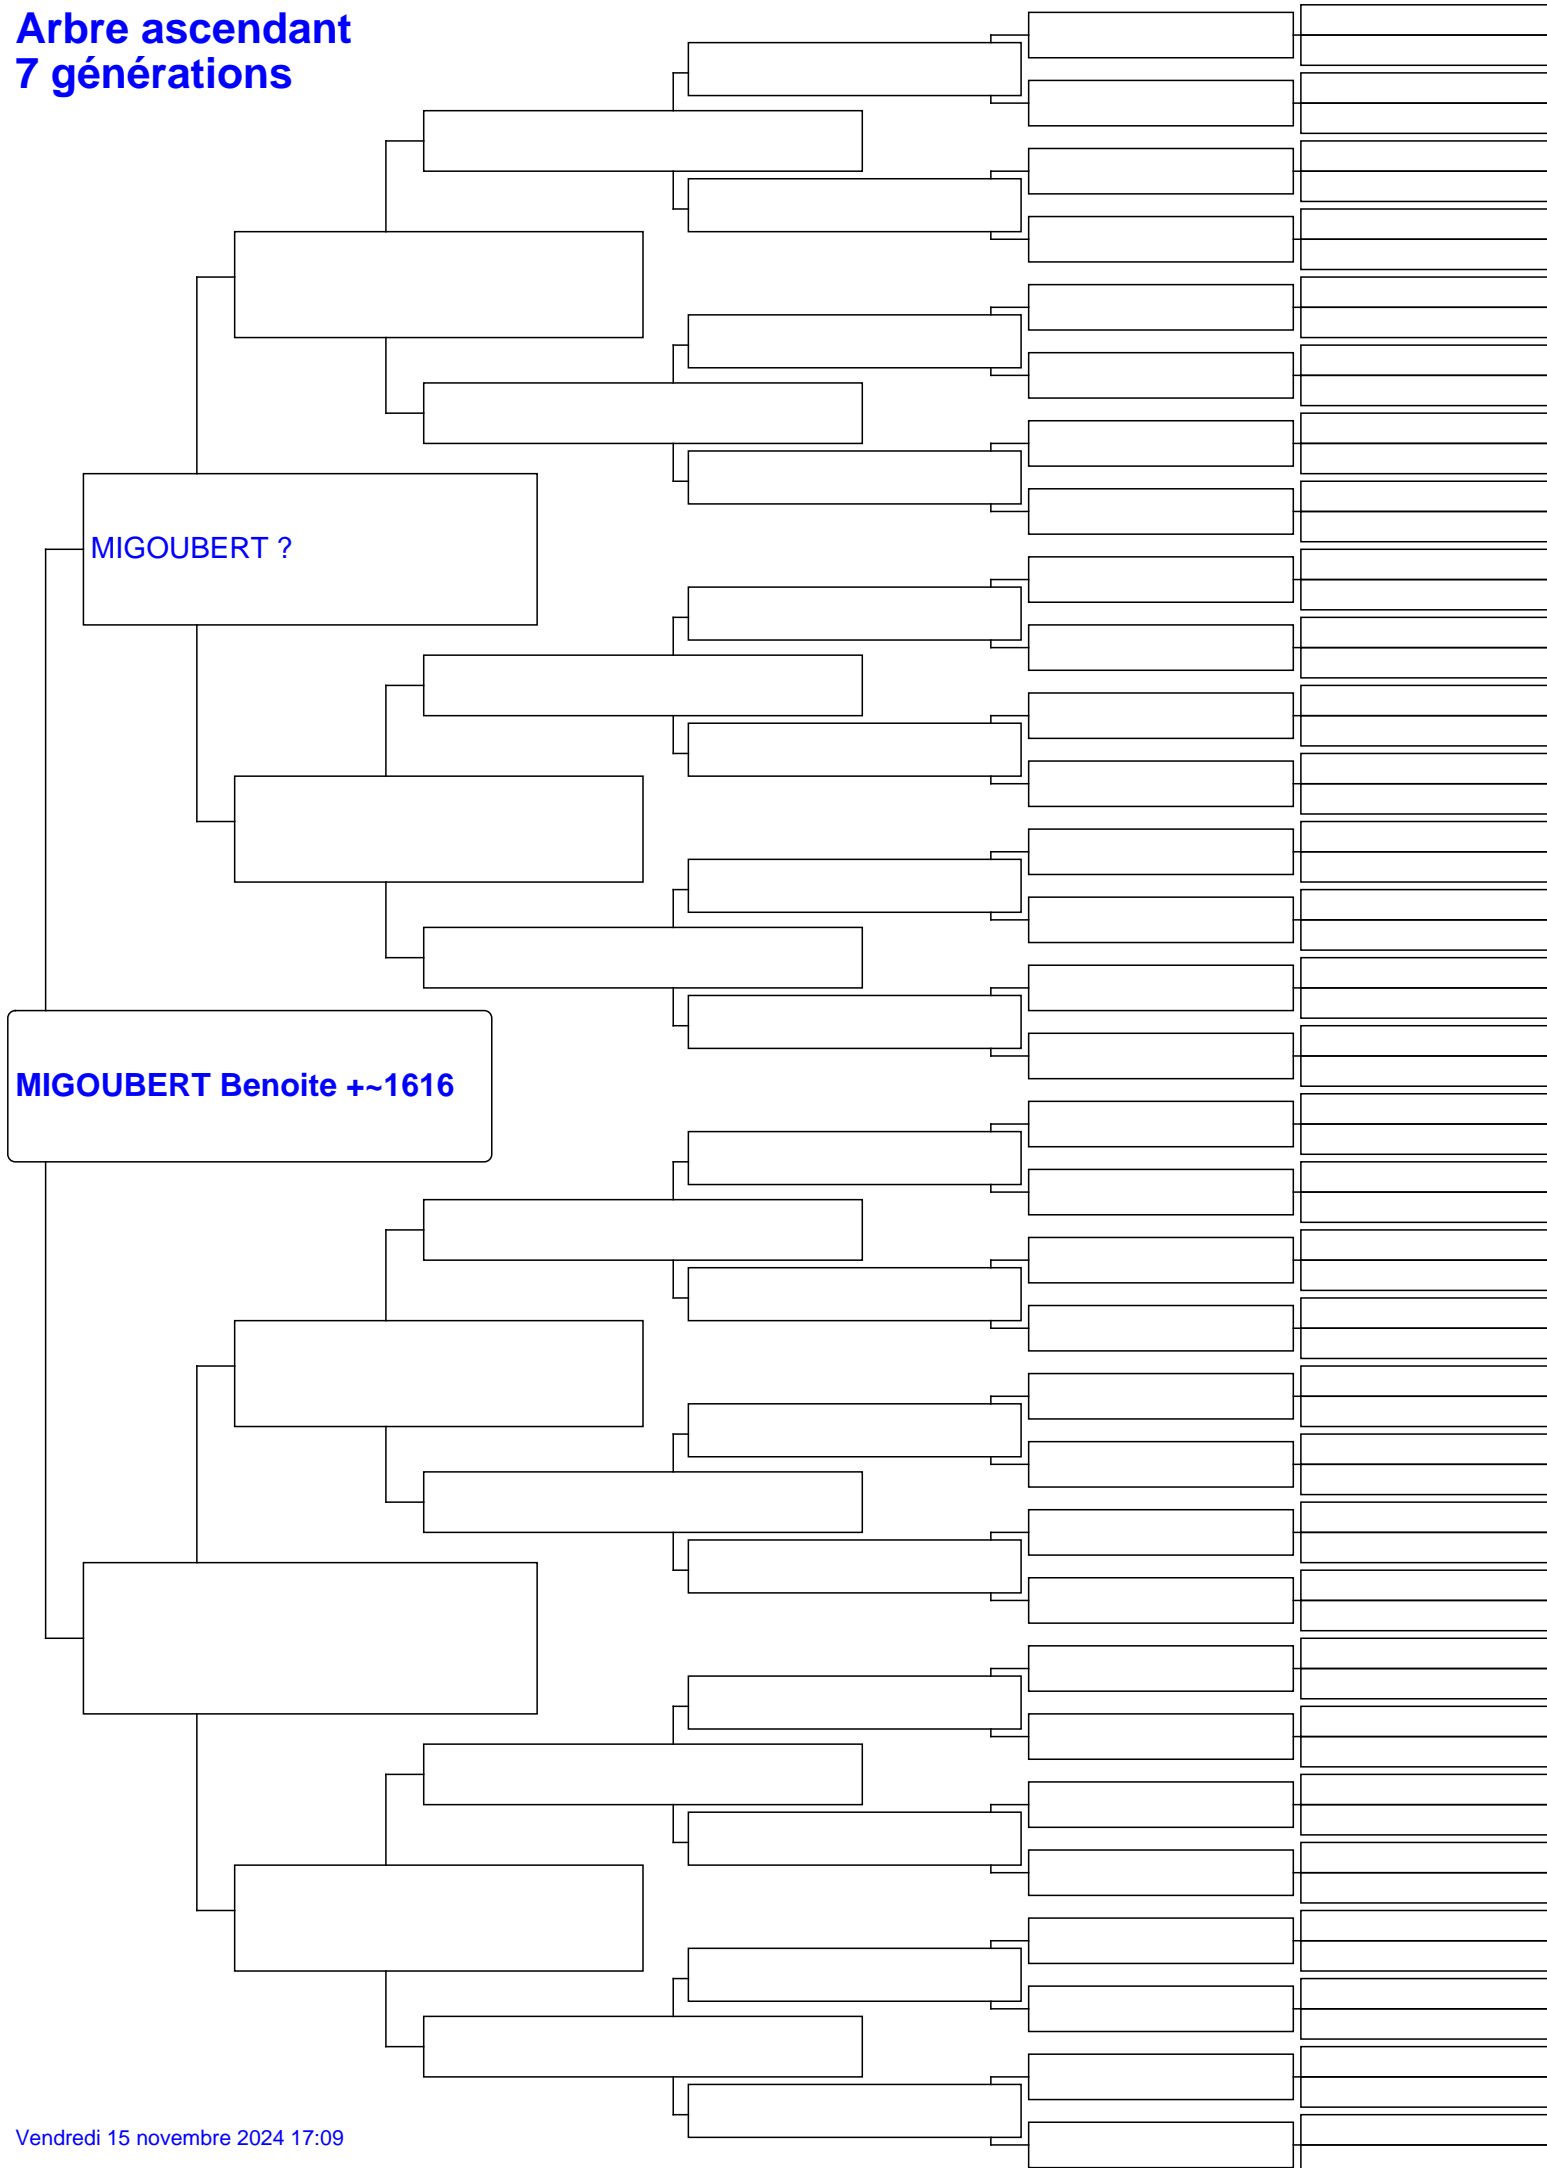 Arbre ascendant
7 générations
MIGOUBERT ?
MIGOUBERT Benoite +~1616
Vendredi 15 novembre 2024 17:09